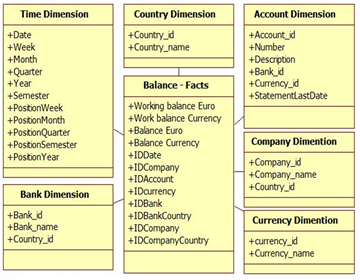 Time Dimension
+Date
+Week
+Month
+Quarter
+Year
+Semester
+PositionWeek
+PositionMonth
+PositionQuarter
+PositionSemester
+PositionYear
Country Dimension
+Country_id
+Country_name
Account Dimension
+Account_id
+Number
+Description
+Bank_id
+Currency_id
+StatementLastDate
Balance - Facts
+Working balance Euro
+Work balance Currency
+Balance Euro
+Balance Currency
+IDDate
+IDCompany
+IDAccount
+IDcurrency
+IDBank
+IDBankCountry
+IDCompany
+IDCompanyCountry
Company Dimention
+Company_id
+Company_name
+Country_id
Bank Dimension
+Bank_id
+Bank_name
+Country_id
Currency Dimention
+currency_id
+Currency_name